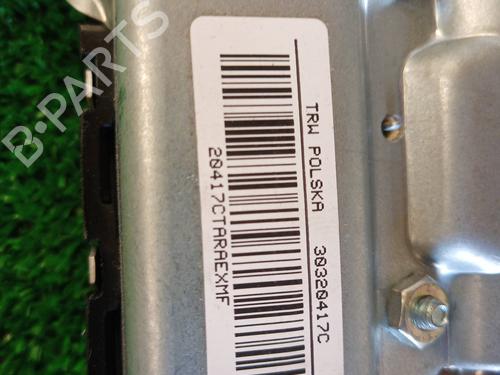 TRW POLSKA 30320417C
20417CTARAEXMF
B-PARTS